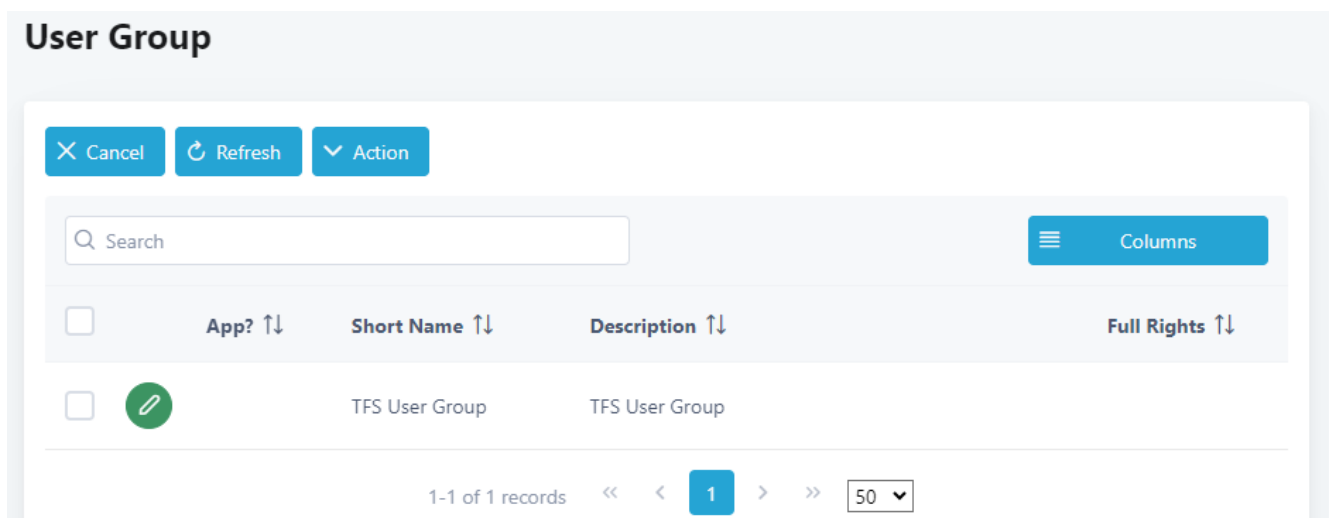 User Group
Cancel Refresh Action
Search Columns
App? Short Name Description Full Rights
TFS User Group TFS User Group
1-1 of 1 records 1 50